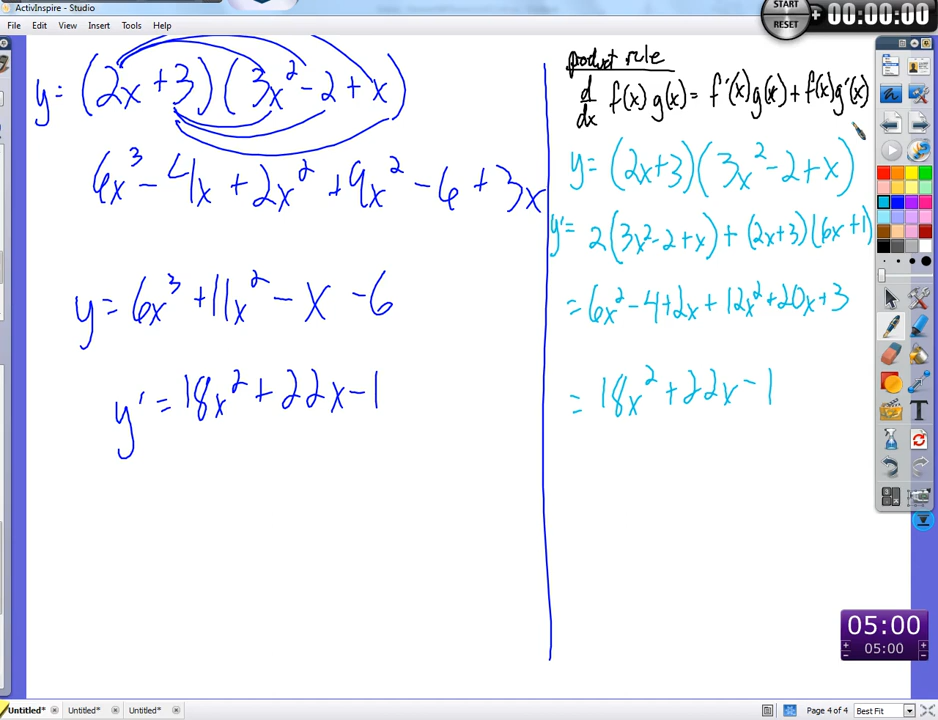 ActivInspire - Studio
File Edit View Insert Tools Help
START
RESET
00:00:00
y = (2x + 3)(3x² - 2 + x)
6x³ - 4x + 2x² + 9x² - 6 + 3x
y = 6x³ + 11x² - x - 6
y' = 18x² + 22x - 1
product rule
d/dx f(x) g(x) = f'(x) g(x) + f(x) g'(x)
y = (2x+3)(3x² - 2 + x)
y' = 2(3x² - 2 + x) + (2x+3)(6x+1)
= 6x² - 4 + 2x + 12x² + 20x + 3
= 18x² + 22x - 1
05:00
05:00
Untitled* Untitled* Untitled*
Page 4 of 4 Best Fit